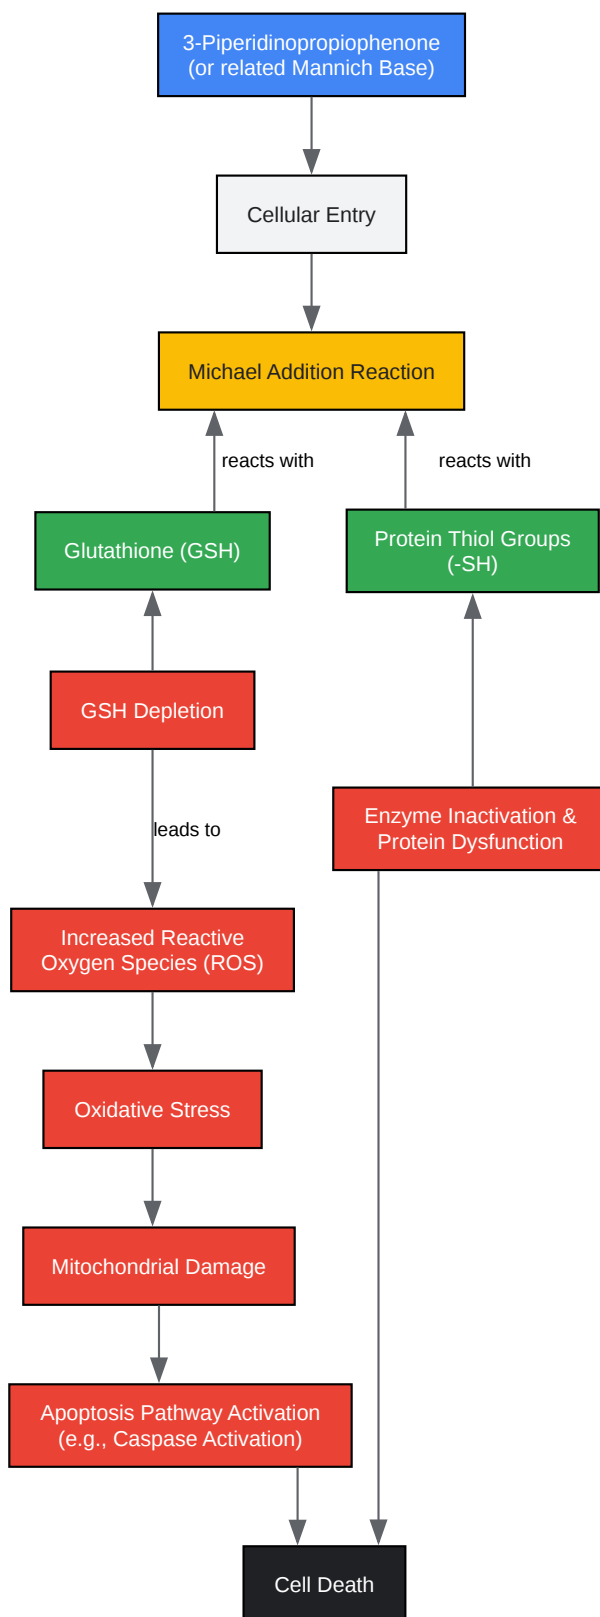 3-Piperidinopropiophenone
(or related Mannich Base)
Cellular Entry
Michael Addition Reaction
reacts with
reacts with
Glutathione (GSH)
Protein Thiol Groups
(-SH)
GSH Depletion
Enzyme Inactivation &
Protein Dysfunction
leads to
Increased Reactive
Oxygen Species (ROS)
Oxidative Stress
Mitochondrial Damage
Apoptosis Pathway Activation
(e.g., Caspase Activation)
Cell Death